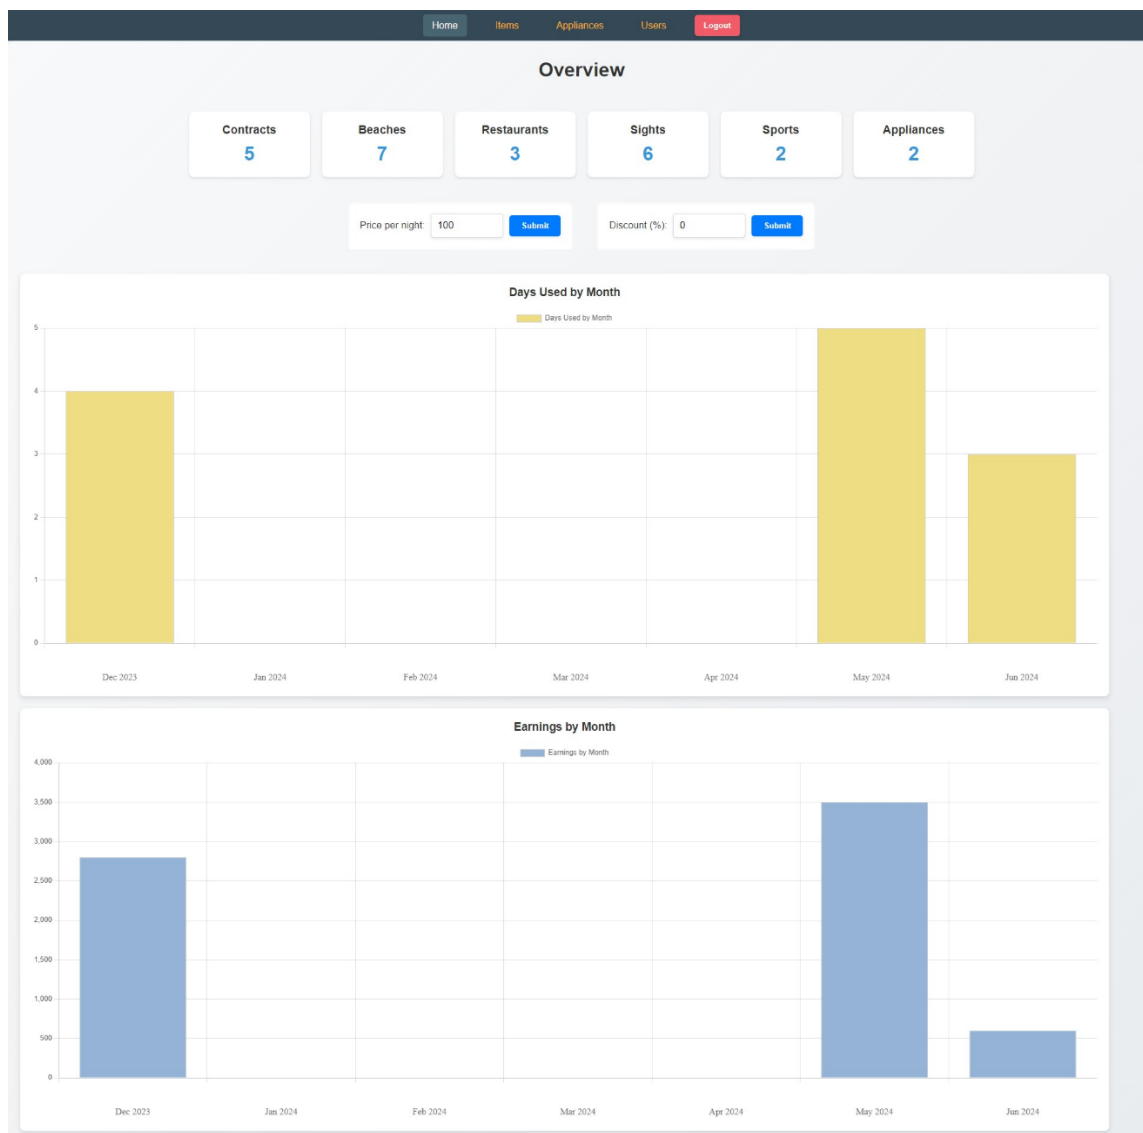 Home Items Appliances Users Logout
Overview
Contracts Beaches Restaurants Sights Sports Appliances
5 7 3 6 2 2
Price per night: 100 Submit Discount (%): 0 Submit
Days Used by Month
Days Used by Month
5
4
3
2
1
0
Dec 2023 Jan 2024 Feb 2024 Mar 2024 Apr 2024 May 2024 Jun 2024
Earnings by Month
Earnings by Month
4,000
3,500
3,000
2,500
2,000
1,500
1,000
500
0
Dec 2023 Jan 2024 Feb 2024 Mar 2024 Apr 2024 May 2024 Jun 2024